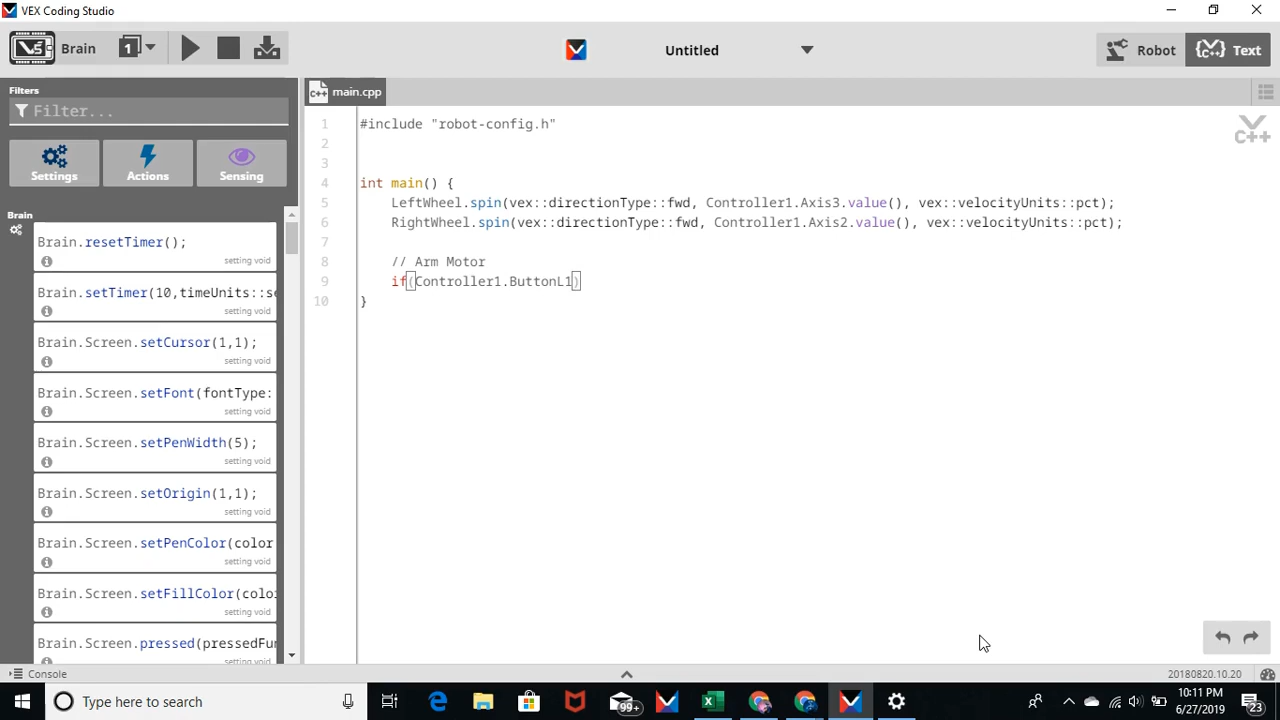 VEX Coding Studio
V5 Brain 1 Untitled Robot Text
Filters
Filter...
Settings Actions Sensing
Brain
Brain.resetTimer();
setting void
Brain.setTimer(10,timeUnits::se
setting void
Brain.Screen.setCursor(1,1);
setting void
Brain.Screen.setFont(fontType:
setting void
Brain.Screen.setPenWidth(5);
setting void
Brain.Screen.setOrigin(1,1);
setting void
Brain.Screen.setPenColor(color
setting void
Brain.Screen.setFillColor(colo
setting void
Brain.Screen.pressed(pressedFun
setting void
C++ main.cpp
C++
1 #include "robot-config.h"
2
3
4 int main() {
5 LeftWheel.spin(vex::directionType::fwd, Controller1.Axis3.value(), vex::velocityUnits::pct);
6 RightWheel.spin(vex::directionType::fwd, Controller1.Axis2.value(), vex::velocityUnits::pct);
7
8 // Arm Motor
9 if(Controller1.ButtonL1)
10 }
Console 20180820.10.20
Type here to search
99+
10:11 PM
6/27/2019
23